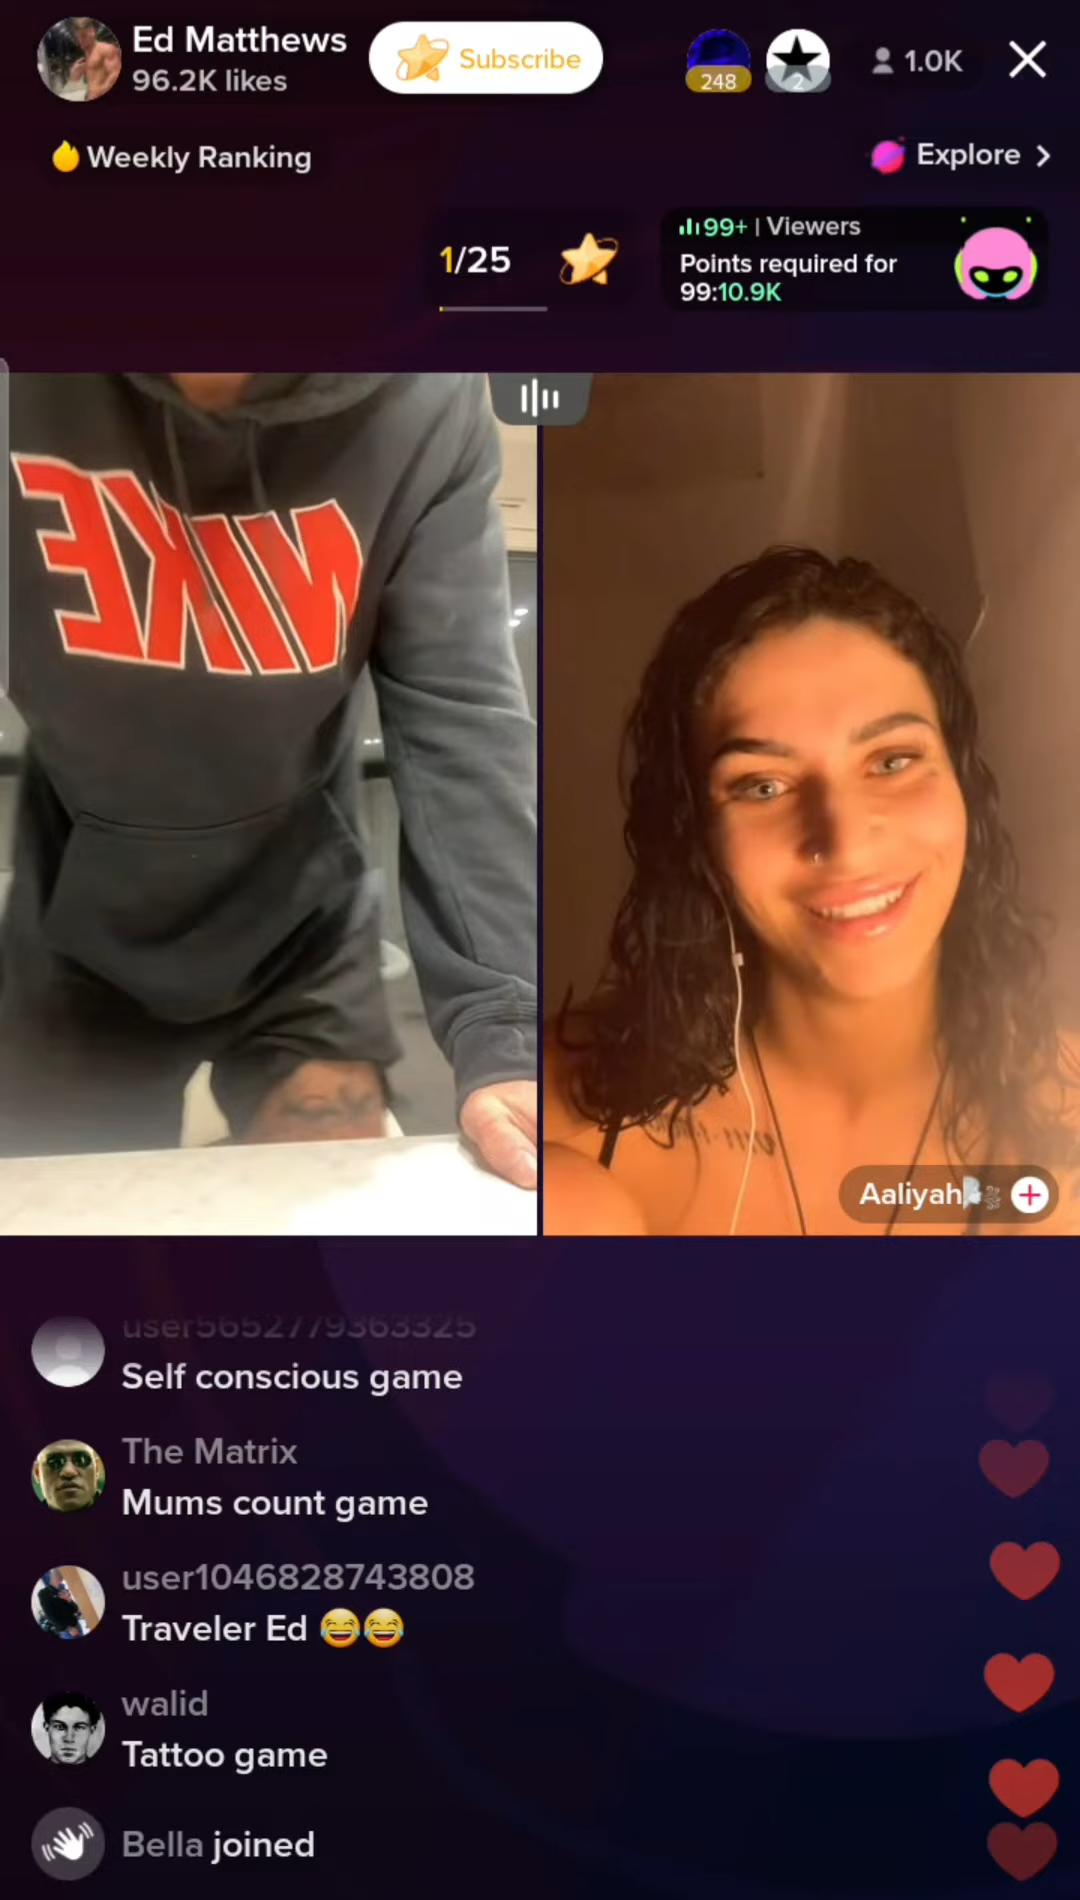 Ed Matthews
96.2K likes
Subscribe
248
2
1.0K
Weekly Ranking
Explore
1/25
99+ | Viewers
Points required for
99:10.9K
NIKE
Aaliyah
user5652779363325
Self conscious game
The Matrix
Mums count game
user1046828743808
Traveler Ed 😂😂
walid
Tattoo game
Bella joined